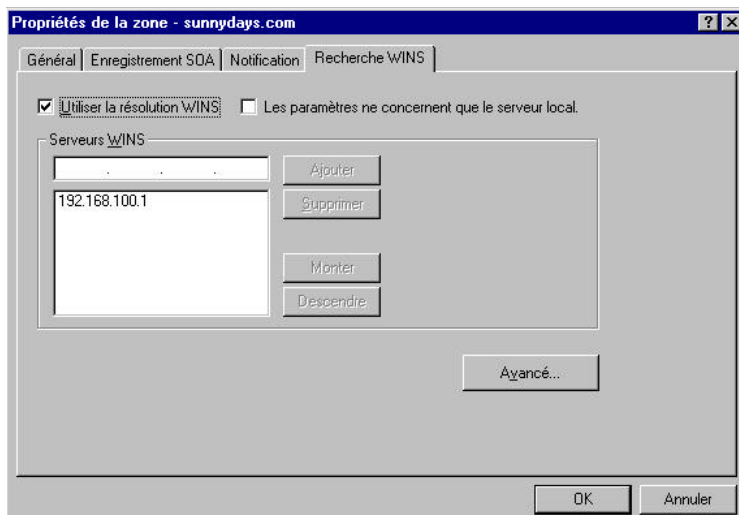 Propriétés de la zone - sunnydays.com
Général Enregistrement SOA Notification Recherche WINS
Utiliser la résolution WINS Les paramètres ne concernent que le serveur local.
Serveurs WINS
. . . Ajouter
192.168.100.1 Supprimer
Monter
Descendre
Avancé...
OK Annuler